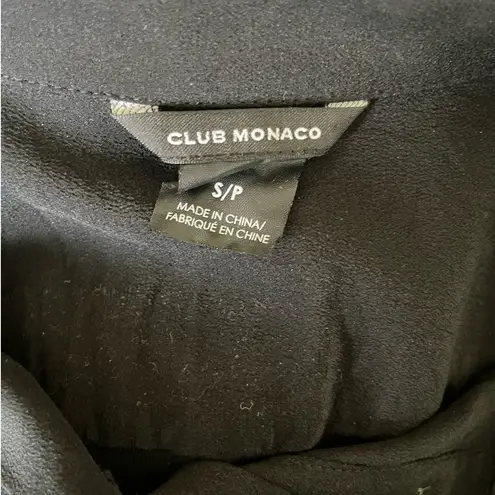 CLUB MONACO
S/P
MADE IN CHINA/
FABRIQUÉ EN CHINE